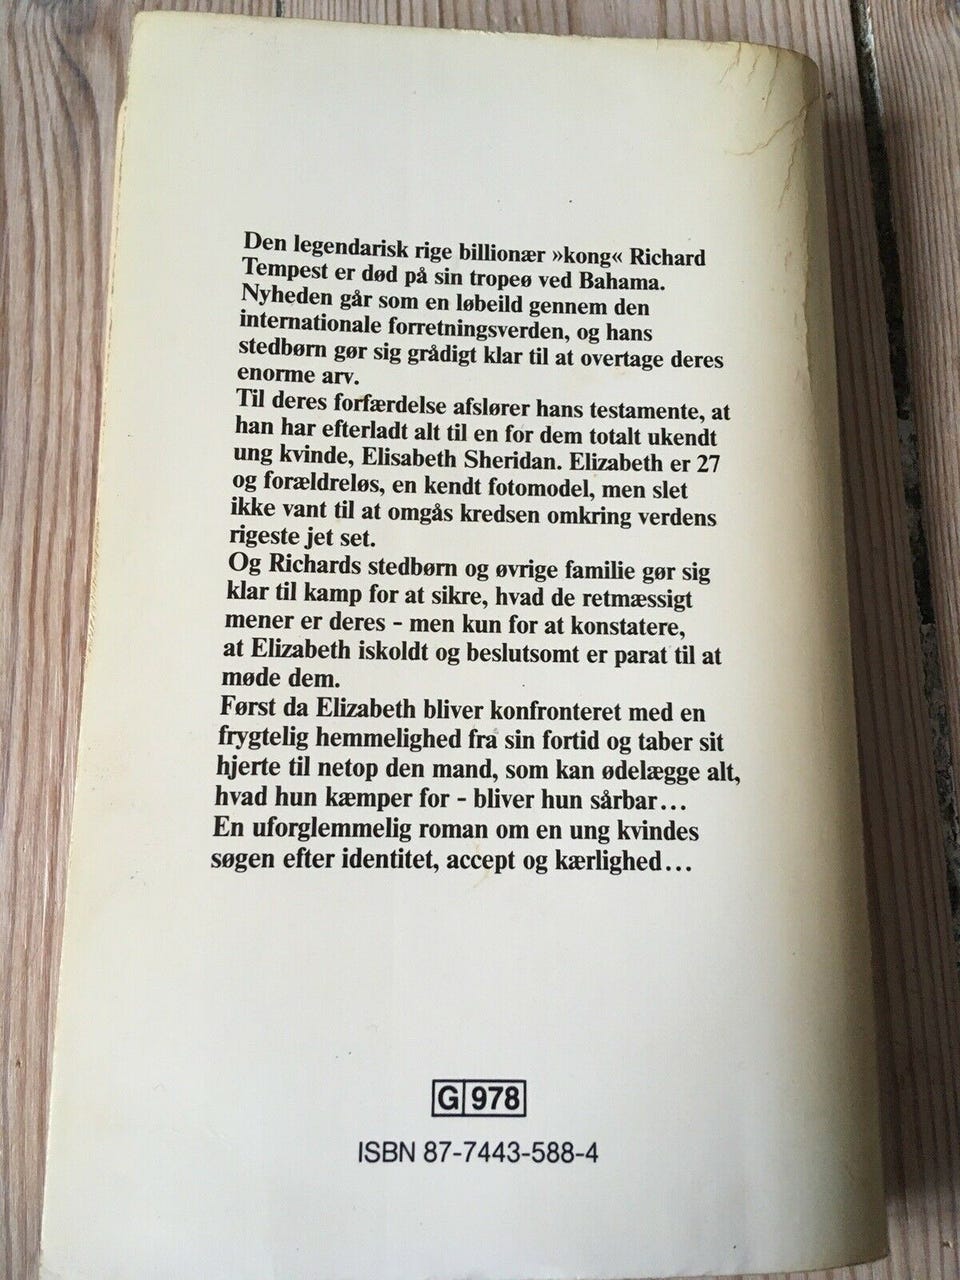 Den legendarisk rige billionær »kong« Richard
Tempest er død på sin tropeø ved Bahama.
Nyheden går som en løbeild gennem den
internationale forretningsverden, og hans
stedbørn gør sig grådigt klar til at overtage deres
enorme arv.
Til deres forfærdelse afslører hans testamente, at
han har efterladt alt til en for dem totalt ukendt
ung kvinde, Elisabeth Sheridan. Elizabeth er 27
og forældreløs, en kendt fotomodel, men slet
ikke vant til at omgås kredsen omkring verdens
rigeste jet set.
Og Richards stedbørn og øvrige familie gør sig
klar til kamp for at sikre, hvad de retmæssigt
mener er deres - men kun for at konstatere,
at Elizabeth iskoldt og beslutsomt er parat til at
møde dem.
Først da Elizabeth bliver konfronteret med en
frygtelig hemmelighed fra sin fortid og taber sit
hjerte til netop den mand, som kan ødelægge alt,
hvad hun kæmper for - bliver hun sårbar...
En uforglemmelig roman om en ung kvindes
søgen efter identitet, accept og kærlighed...
G 978
ISBN 87-7443-588-4